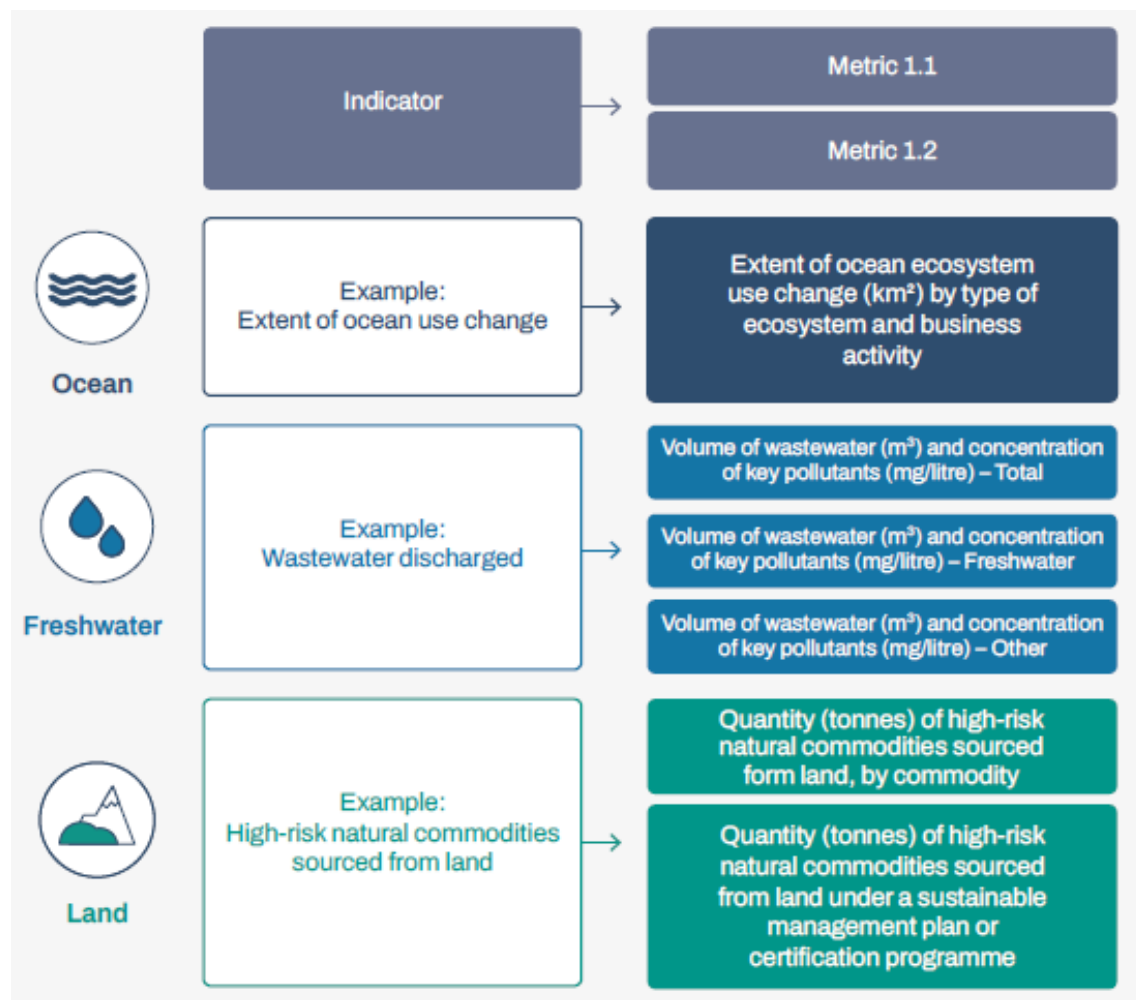 Indicator
Metric 1.1
Metric 1.2
Ocean
Example:
Extent of ocean use change
Extent of ocean ecosystem
use change (km²) by type of
ecosystem and business
activity
Freshwater
Example:
Wastewater discharged
Volume of wastewater (m³) and concentration
of key pollutants (mg/litre) – Total
Volume of wastewater (m³) and concentration
of key pollutants (mg/litre) – Freshwater
Volume of wastewater (m³) and concentration
of key pollutants (mg/litre) – Other
Land
Example:
High-risk natural commodities
sourced from land
Quantity (tonnes) of high-risk
natural commodities sourced
form land, by commodity
Quantity (tonnes) of high-risk
natural commodities sourced
from land under a sustainable
management plan or
certification programme